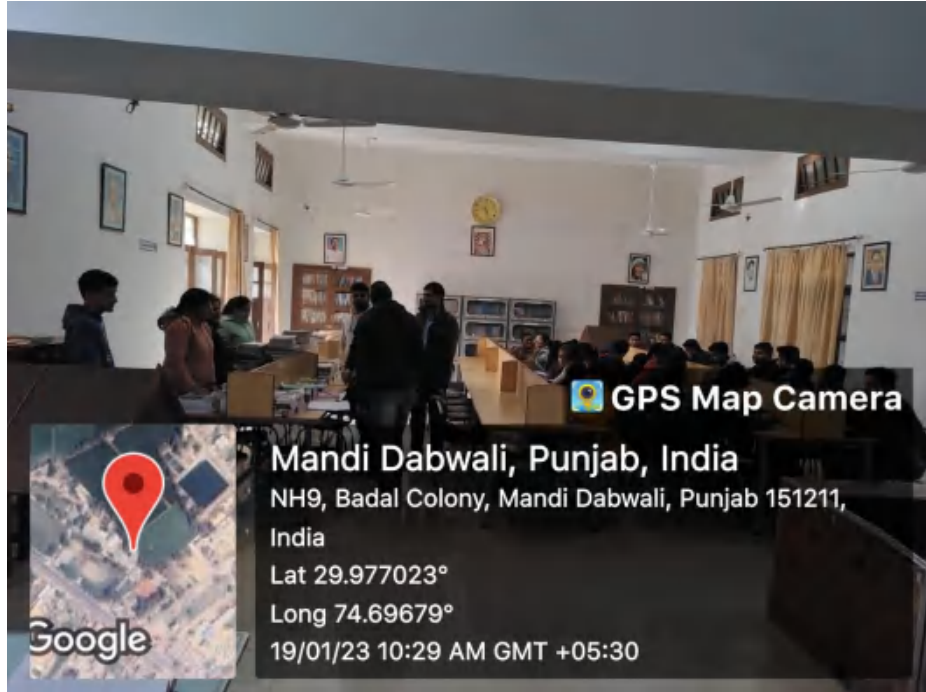 GPS Map Camera
Mandi Dabwali, Punjab, India
NH9, Badal Colony, Mandi Dabwali, Punjab 151211,
India
Lat 29.977023°
Long 74.69679°
19/01/23 10:29 AM GMT +05:30
Google